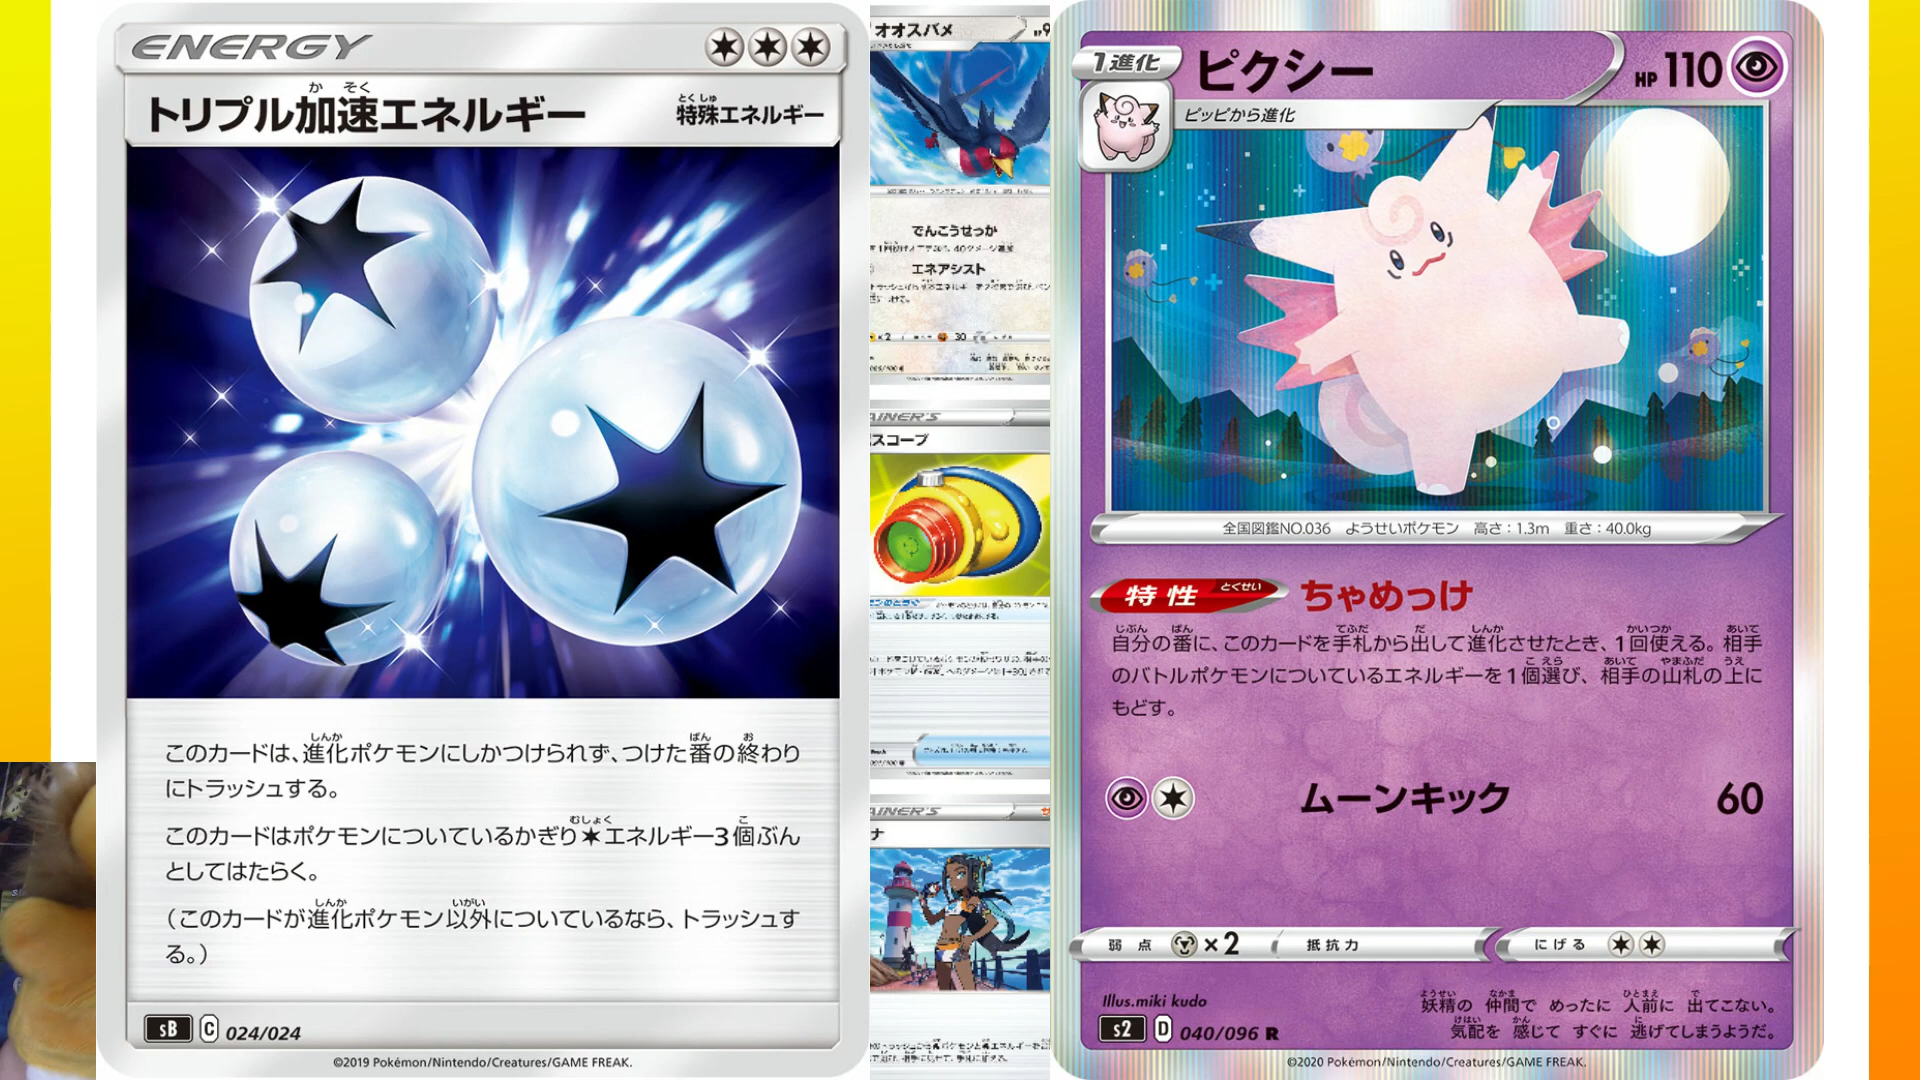 ENERGY
トリプル加速エネルギー
特殊エネルギー
このカードは、進化ポケモンにしかつけられず、つけた番の終わり
にトラッシュする。
このカードはポケモンについているかぎり★エネルギー3個ぶん
としてはたらく。
(このカードが進化ポケモン以外についているなら、トラッシュす
る。)
sB C 024/024
©2019 Pokémon/Nintendo/Creatures/GAME FREAK.
オオスバメ
でんこうせっか
エネアシスト
×2
30
スコープ
ナ
1進化
ピクシー
HP 110
ピッピから進化
全国図鑑NO.036 ようせいポケモン 高さ:1.3m 重さ:40.0kg
特性 ちゃめっけ
自分の番に、このカードを手札から出して進化させたとき、1回使える。相手
のバトルポケモンについているエネルギーを1個選び、相手の山札の上に
もどす。
ムーンキック 60
弱点 ×2 抵抗力 にげる
Illus.miki kudo
s2 D 040/096 R
妖精の 仲間で めったに 人前に 出てこない。
気配を 感じて すぐに 逃げてしまうようだ。
©2020 Pokémon/Nintendo/Creatures/GAME FREAK.